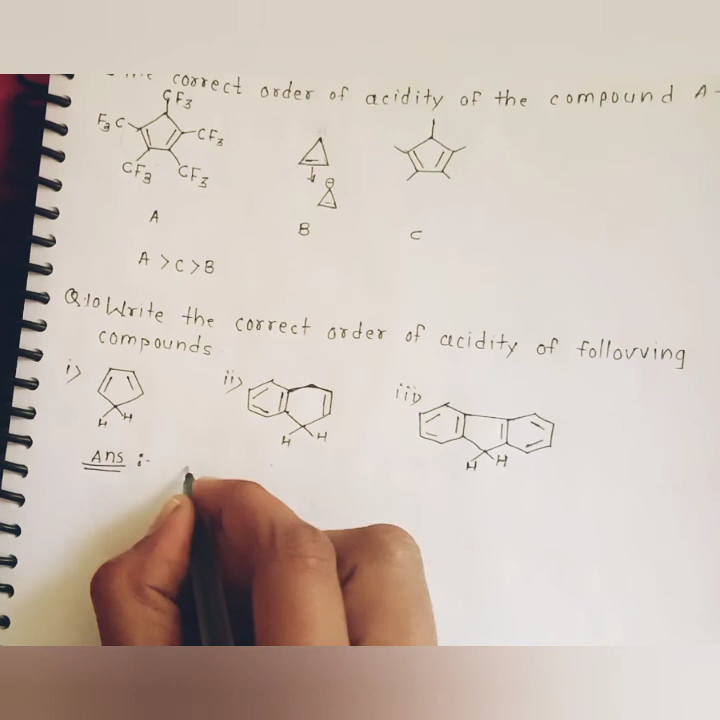 correct order of acidity of the compound A-
CF3
F3C
CF3
CF3
CF3
⊖
A
B
C
A > C > B
Q.10 Write the correct order of acidity of following
compounds
i)
ii)
iii)
H H
H H
H H
Ans :-